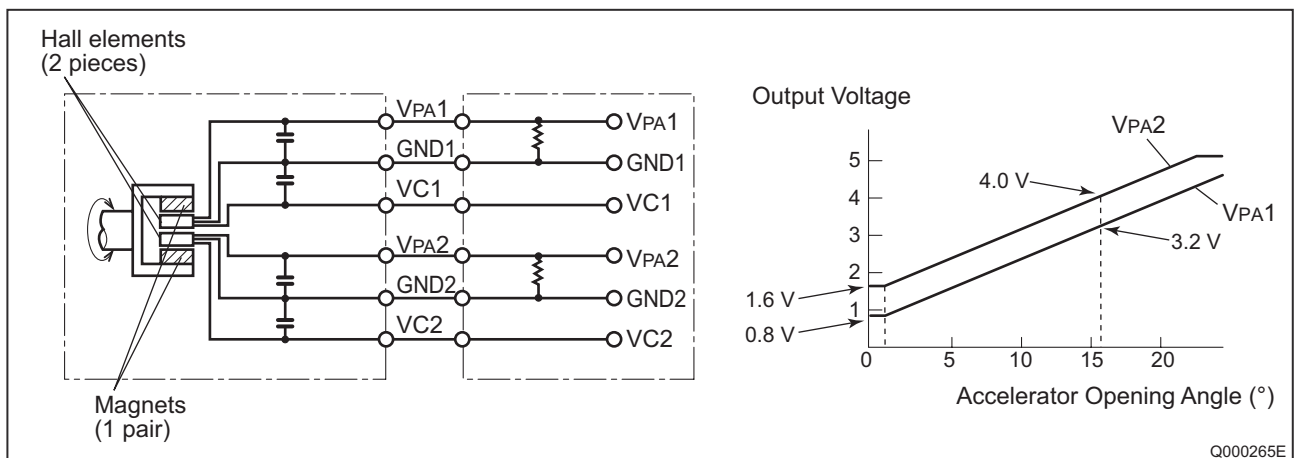 Hall elements
(2 pieces)
VPA1
GND1
VC1
VPA2
GND2
VC2
VPA1
GND1
VC1
VPA2
GND2
VC2
Magnets
(1 pair)
Output Voltage
5
4
3
2
1
0
5
10
15
20
1.6 V
0.8 V
4.0 V
3.2 V
VPA2
VPA1
Accelerator Opening Angle (°)
Q000265E